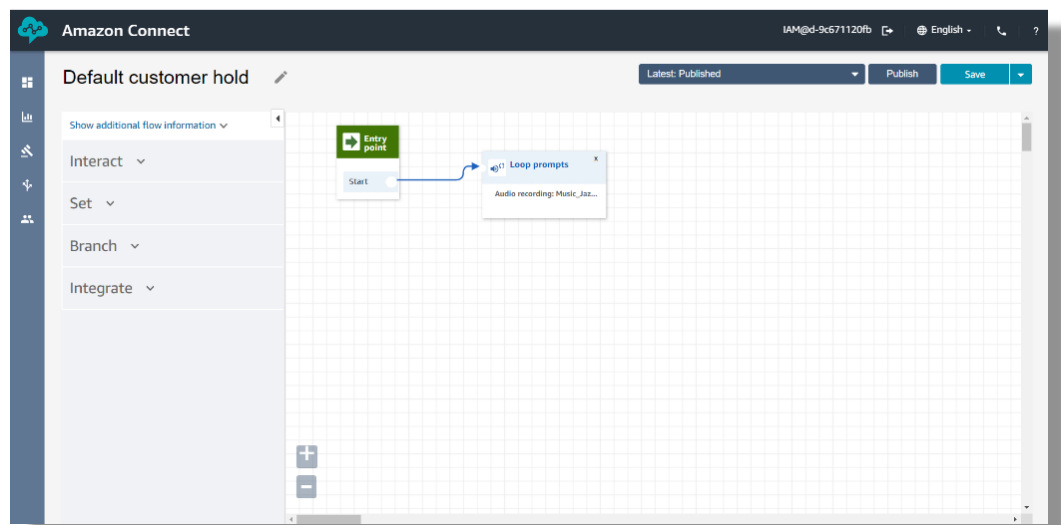 Amazon Connect
IAM@d-9c671120fb
English
?
Default customer hold
Latest: Published
Publish
Save
Show additional flow information
Interact
Set
Branch
Integrate
Entry
point
Start
Loop prompts
x
Audio recording: Music_Jaz...